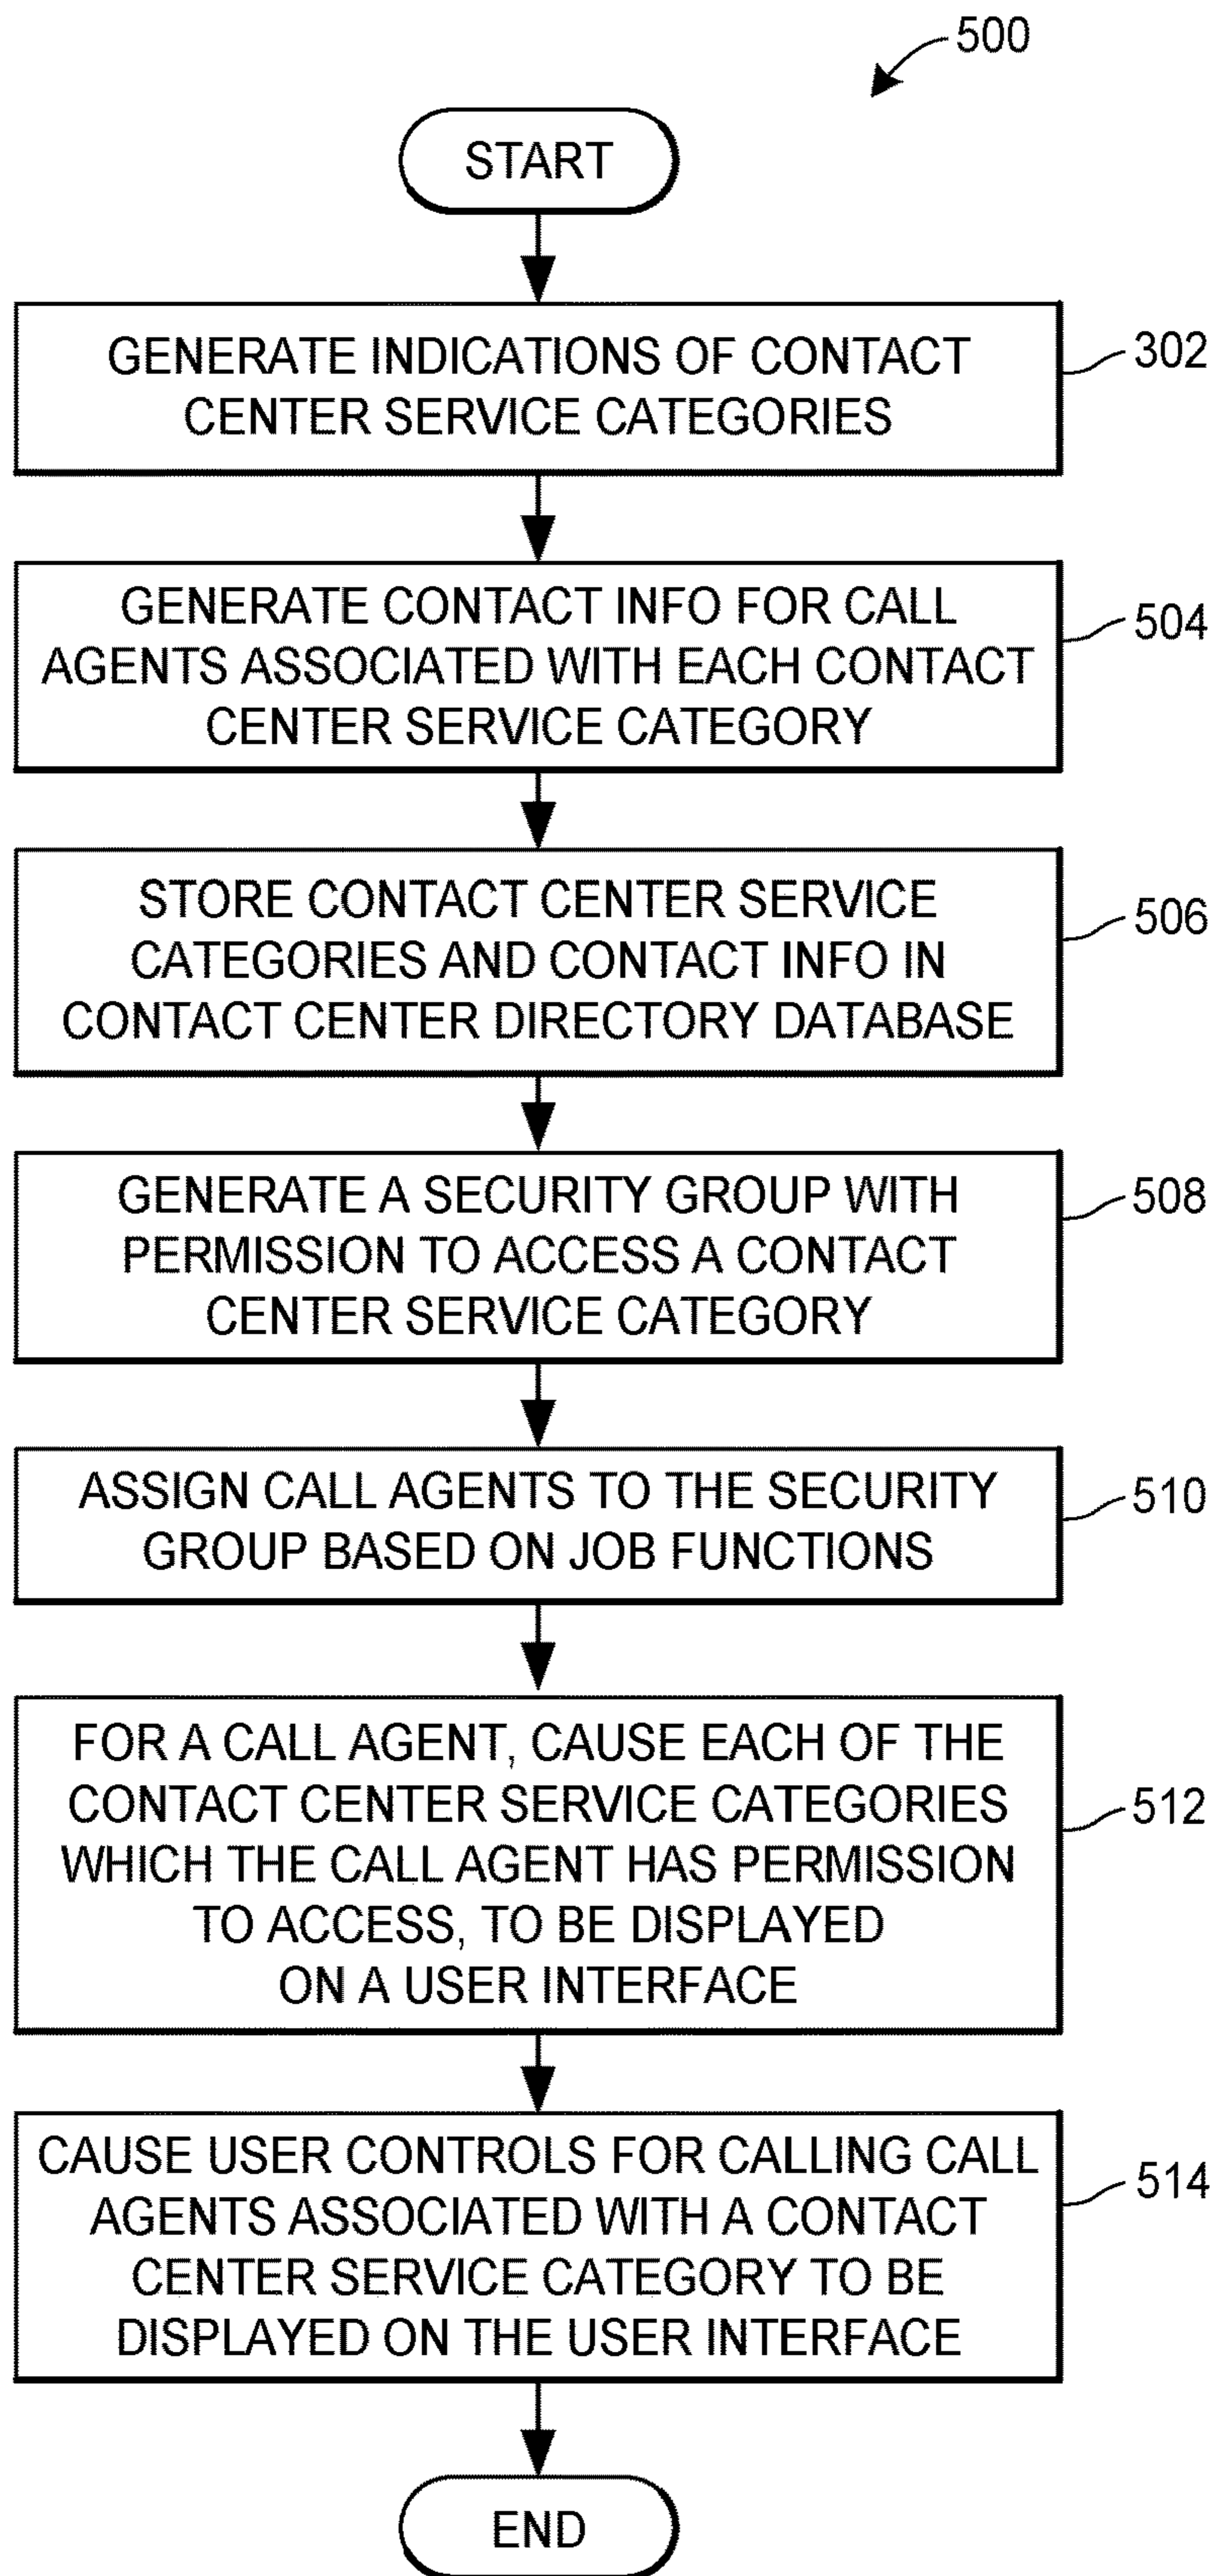 500
START
GENERATE INDICATIONS OF CONTACT
CENTER SERVICE CATEGORIES
302
GENERATE CONTACT INFO FOR CALL
AGENTS ASSOCIATED WITH EACH CONTACT
CENTER SERVICE CATEGORY
504
STORE CONTACT CENTER SERVICE
CATEGORIES AND CONTACT INFO IN
CONTACT CENTER DIRECTORY DATABASE
506
GENERATE A SECURITY GROUP WITH
PERMISSION TO ACCESS A CONTACT
CENTER SERVICE CATEGORY
508
ASSIGN CALL AGENTS TO THE SECURITY
GROUP BASED ON JOB FUNCTIONS
510
FOR A CALL AGENT, CAUSE EACH OF THE
CONTACT CENTER SERVICE CATEGORIES
WHICH THE CALL AGENT HAS PERMISSION
TO ACCESS, TO BE DISPLAYED
ON A USER INTERFACE
512
CAUSE USER CONTROLS FOR CALLING CALL
AGENTS ASSOCIATED WITH A CONTACT
CENTER SERVICE CATEGORY TO BE
DISPLAYED ON THE USER INTERFACE
514
END